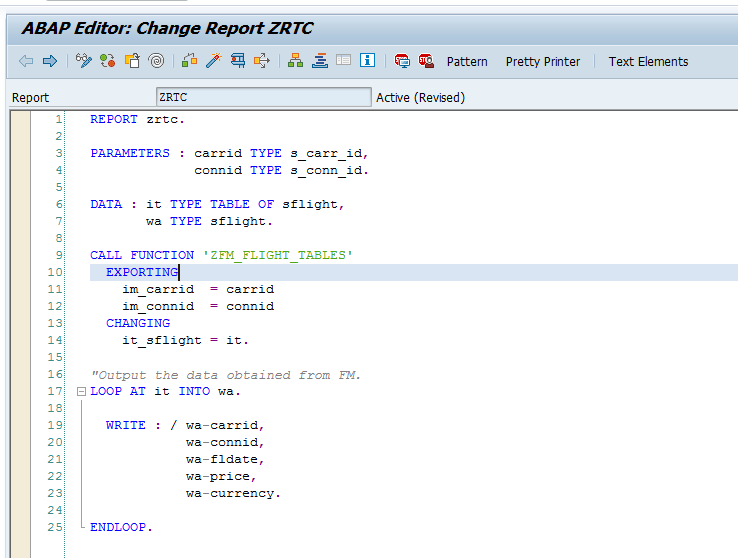 ABAP Editor: Change Report ZRTC
Pattern Pretty Printer Text Elements
Report ZRTC Active (Revised)
1 REPORT zrtc.
2
3 PARAMETERS : carrid TYPE s_carr_id,
4 connid TYPE s_conn_id.
5
6 DATA : it TYPE TABLE OF sflight,
7 wa TYPE sflight.
8
9 CALL FUNCTION 'ZFM_FLIGHT_TABLES'
10 EXPORTING
11 im_carrid = carrid
12 im_connid = connid
13 CHANGING
14 it_sflight = it.
15
16 "Output the data obtained from FM.
17 LOOP AT it INTO wa.
18
19 WRITE : / wa-carrid,
20 wa-connid,
21 wa-fldate,
22 wa-price,
23 wa-currency.
24
25 ENDLOOP.